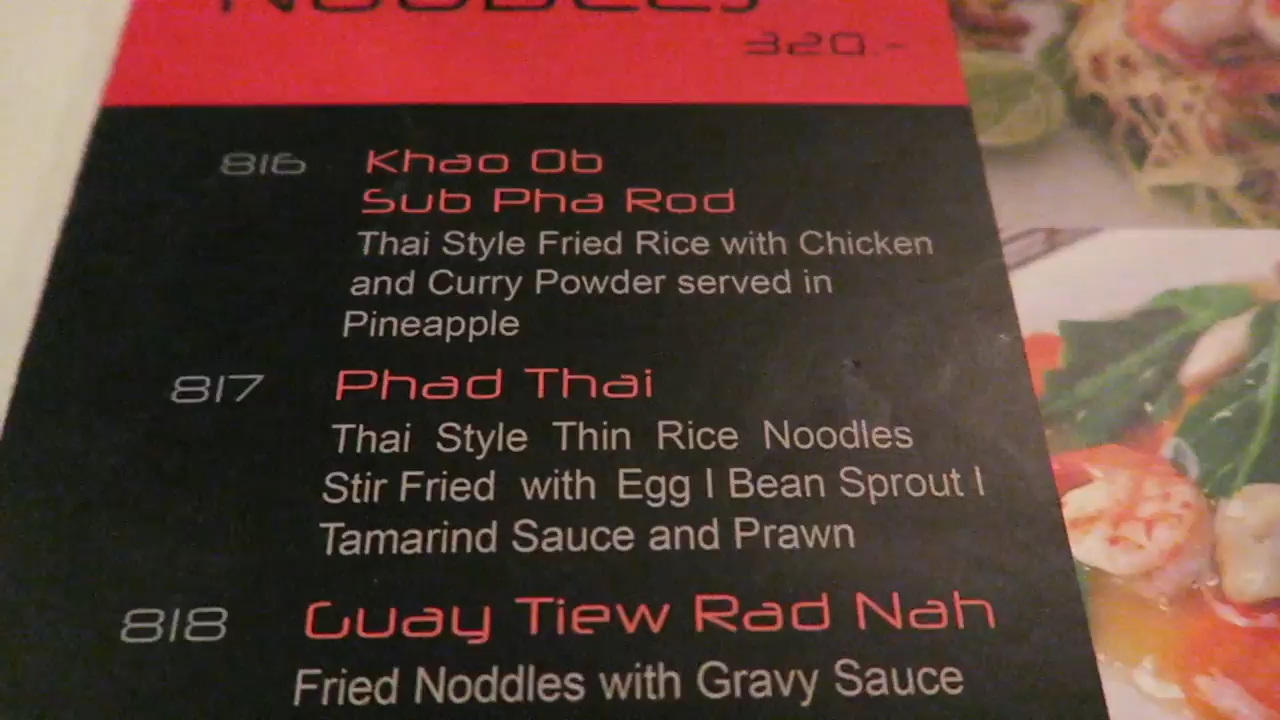 NOODLES
320.-
816 Khao Ob
Sub Pha Rod
Thai Style Fried Rice with Chicken
and Curry Powder served in
Pineapple
817 Phad Thai
Thai Style Thin Rice Noodles
Stir Fried with Egg I Bean Sprout I
Tamarind Sauce and Prawn
818 Guay Tiew Rad Nah
Fried Noddles with Gravy Sauce